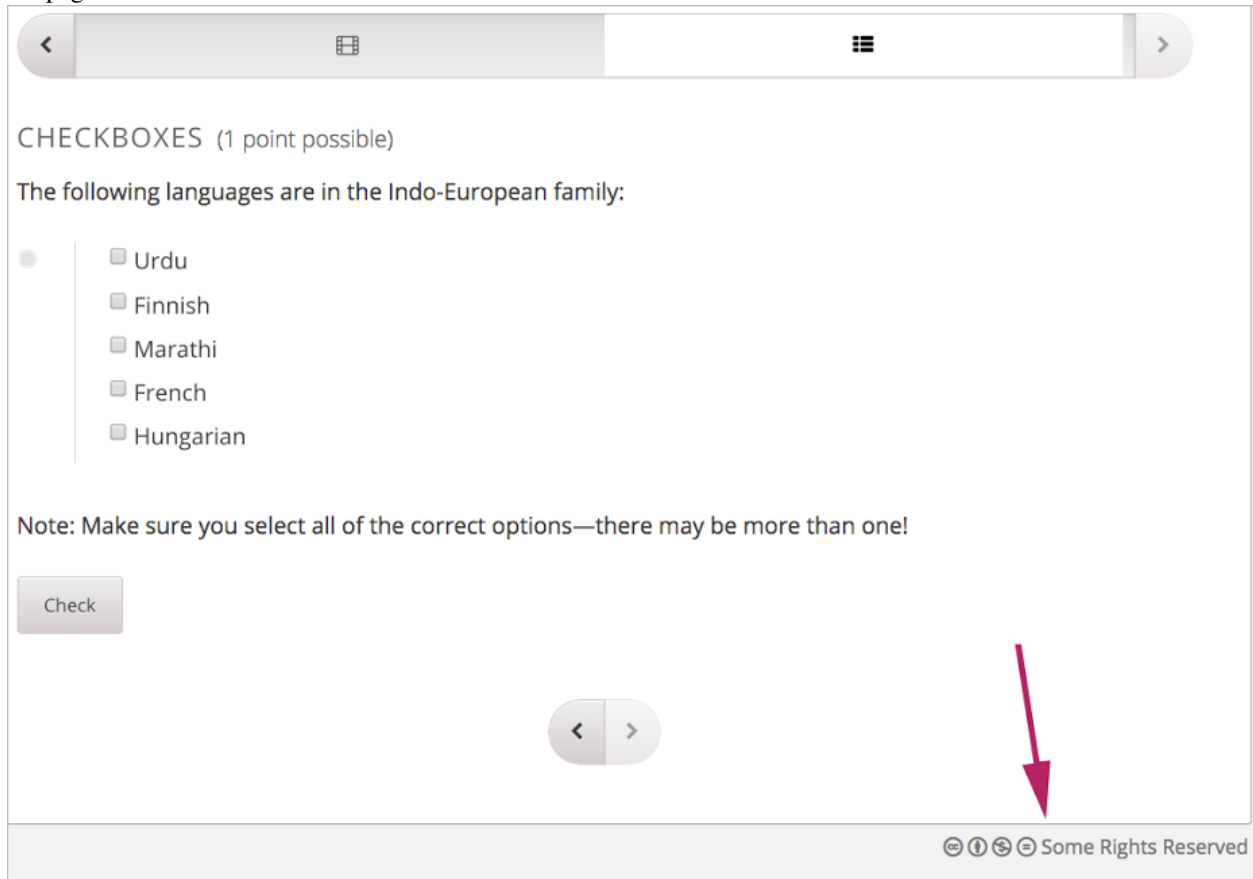 CHECKBOXES (1 point possible)
The following languages are in the Indo-European family:
Urdu
Finnish
Marathi
French
Hungarian
Note: Make sure you select all of the correct options—there may be more than one!
Check
Some Rights Reserved